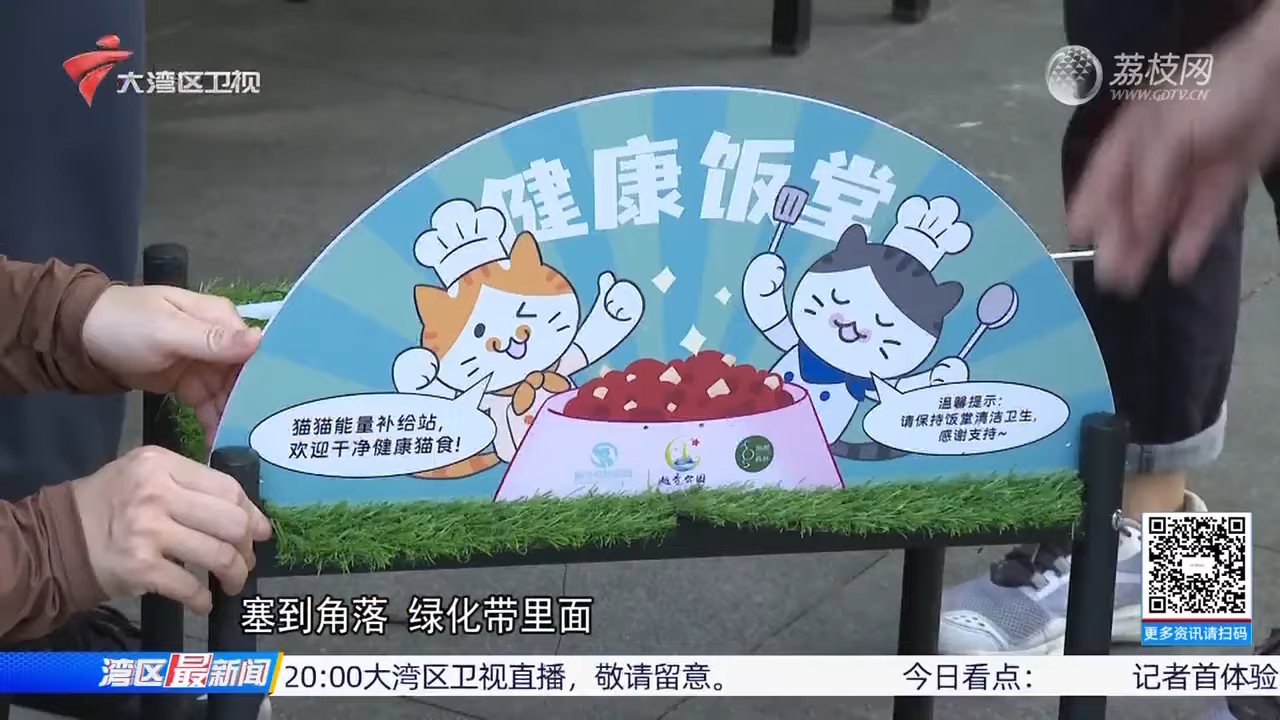 大湾区卫视
荔枝网
WWW.GDTV.CN
健康饭堂
猫猫能量补给站，
欢迎干净健康猫食！
温馨提示：
请保持饭堂清洁卫生，
感谢支持~
越秀公园
塞到角落 绿化带里面
更多资讯请扫码
湾区最新闻
20:00大湾区卫视直播，敬请留意。 今日看点： 记者首体验